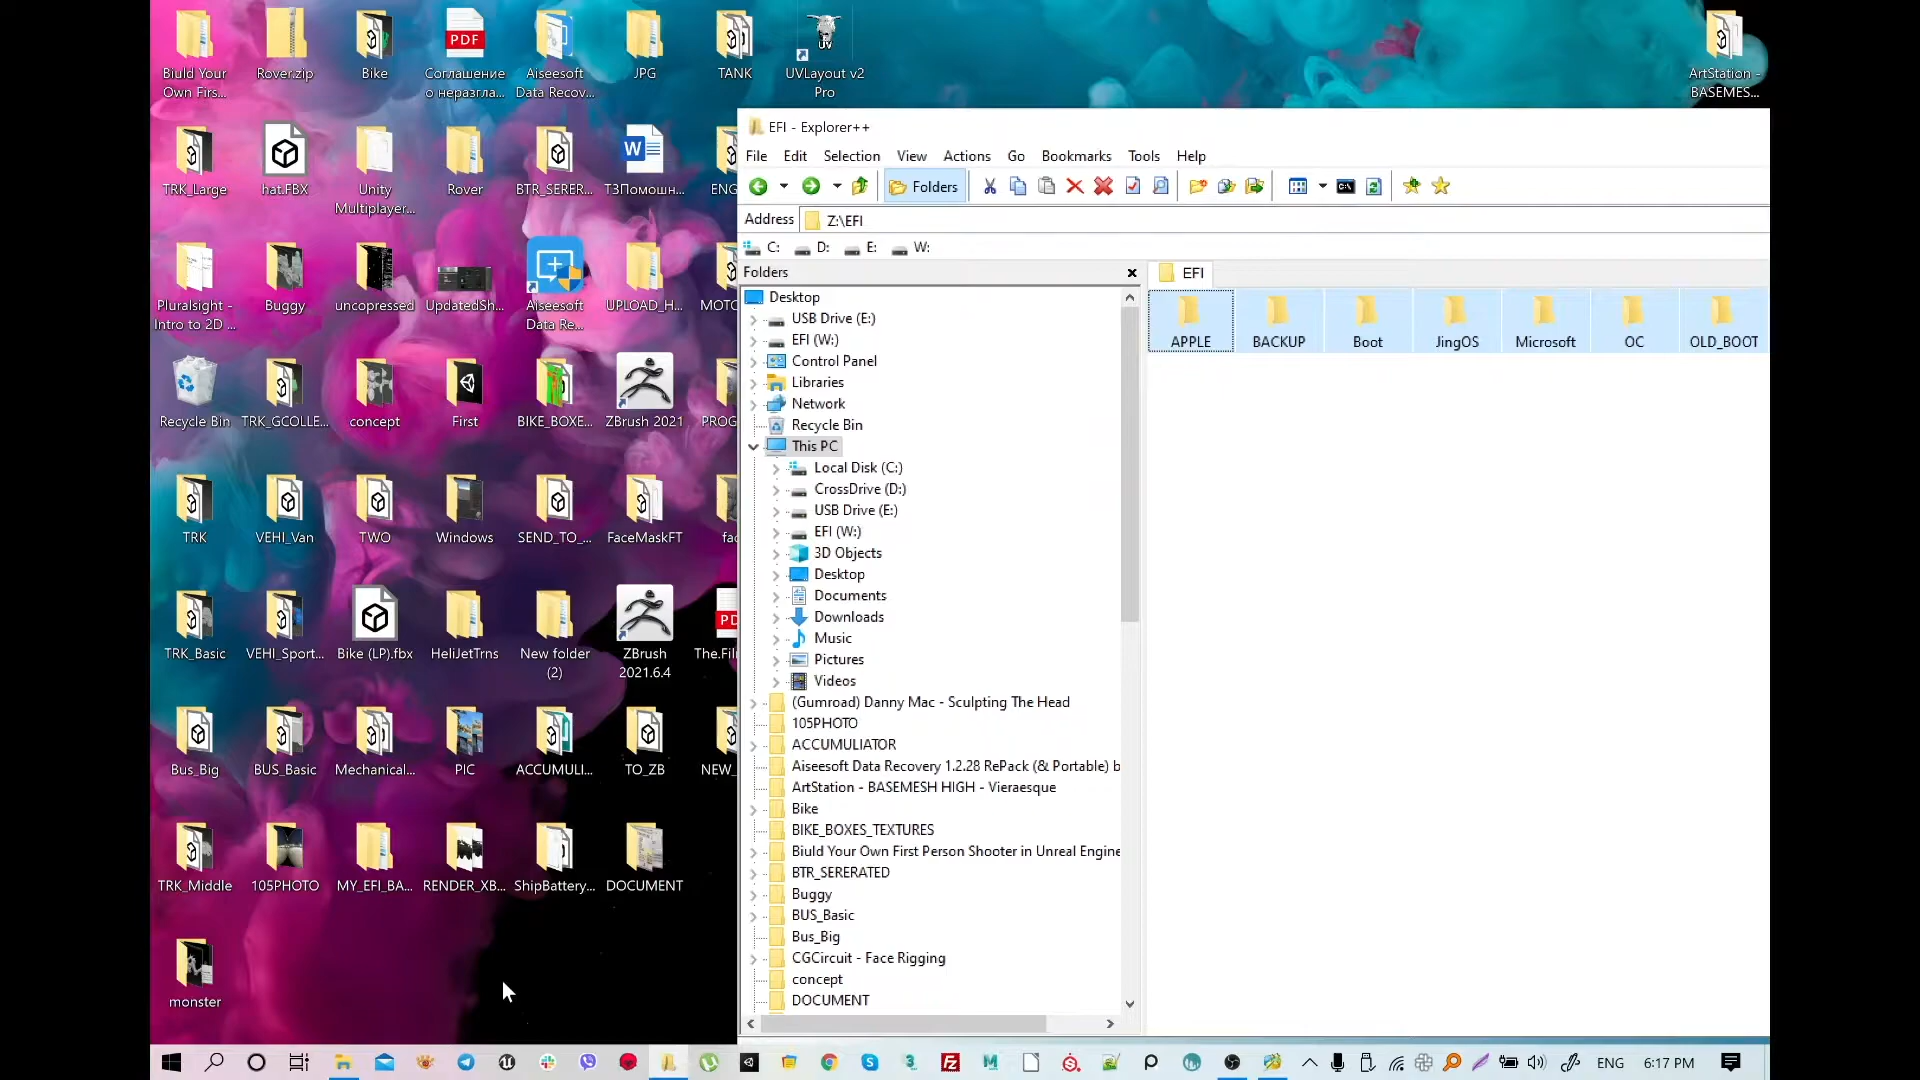 Biuld Your
Own Firs...
Rover.zip
Bike
PDF
Соглашение
о неразгла...
Aiseesoft
Data Recov...
JPG
TANK
UV
UVLayout v2
Pro
ArtStation -
BASEMES...
TRK_Large
hat.FBX
Unity
Multiplayer...
Rover
BTR_SERER...
W
ТЗПомошн...
ENG
Pluralsight -
Intro to 2D ...
Buggy
uncopressed
UpdatedSh...
Aiseesoft
Data Re...
UPLOAD_H...
MOTO
Recycle Bin
TRK_GCOLLE...
concept
First
BIKE_BOXE...
ZBrush 2021
PROG
TRK
VEHI_Van
TWO
Windows
SEND_TO_...
FaceMaskFT
fac
TRK_Basic
VEHI_Sport...
Bike (LP).fbx
HeliJetTrns
New folder
(2)
ZBrush
2021.6.4
PD
The.Fil
Bus_Big
BUS_Basic
Mechanical...
PIC
ACCUMULI...
TO_ZB
NEW_
TRK_Middle
105PHOTO
MY_EFI_BA...
RENDER_XB...
ShipBattery...
DOCUMENT
monster
EFI - Explorer++
File Edit Selection View Actions Go Bookmarks Tools Help
Folders
Address Z:\EFI
C: D: E: W:
Folders
EFI
Desktop
USB Drive (E:)
EFI (W:)
Control Panel
Libraries
Network
Recycle Bin
This PC
Local Disk (C:)
CrossDrive (D:)
USB Drive (E:)
EFI (W:)
3D Objects
Desktop
Documents
Downloads
Music
Pictures
Videos
(Gumroad) Danny Mac - Sculpting The Head
105PHOTO
ACCUMULIATOR
Aiseesoft Data Recovery 1.2.28 RePack (& Portable) b
ArtStation - BASEMESH HIGH - Vieraesque
Bike
BIKE_BOXES_TEXTURES
Biuld Your Own First Person Shooter in Unreal Engine
BTR_SERERATED
Buggy
BUS_Basic
Bus_Big
CGCircuit - Face Rigging
concept
DOCUMENT
APPLE
BACKUP
Boot
JingOS
Microsoft
OC
OLD_BOOT
ENG 6:17 PM